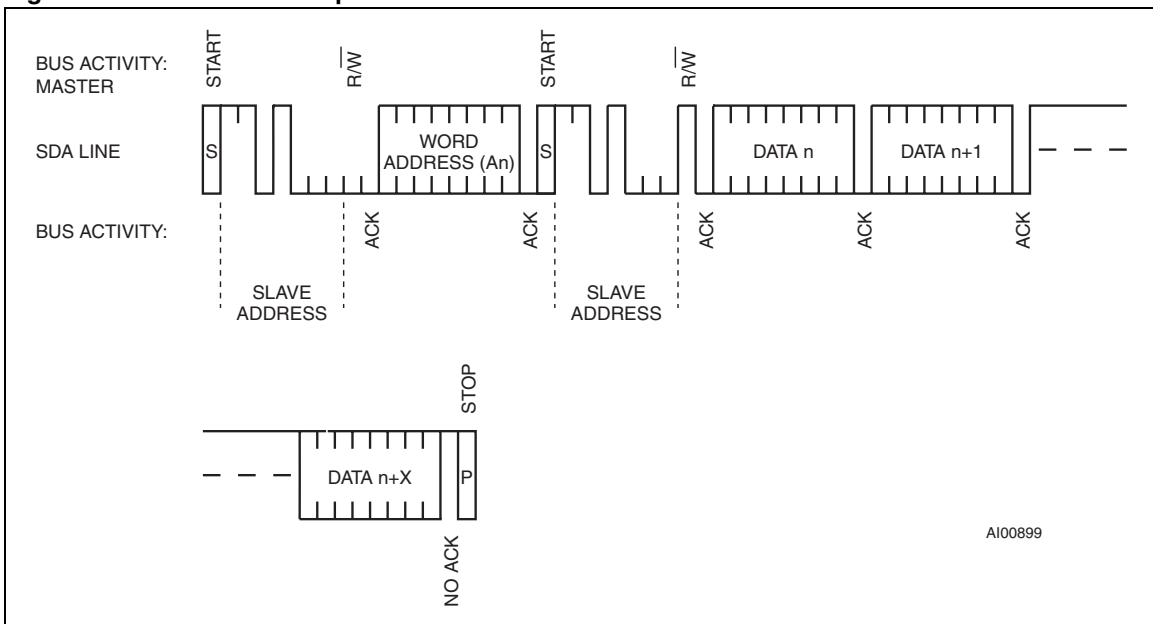 BUS ACTIVITY:
MASTER
START
R/W
START
R/W
SDA LINE
S
WORD
ADDRESS (An)
S
DATA n
DATA n+1
BUS ACTIVITY:
ACK
ACK
ACK
ACK
ACK
SLAVE
ADDRESS
SLAVE
ADDRESS
STOP
DATA n+X
P
NO ACK
AI00899